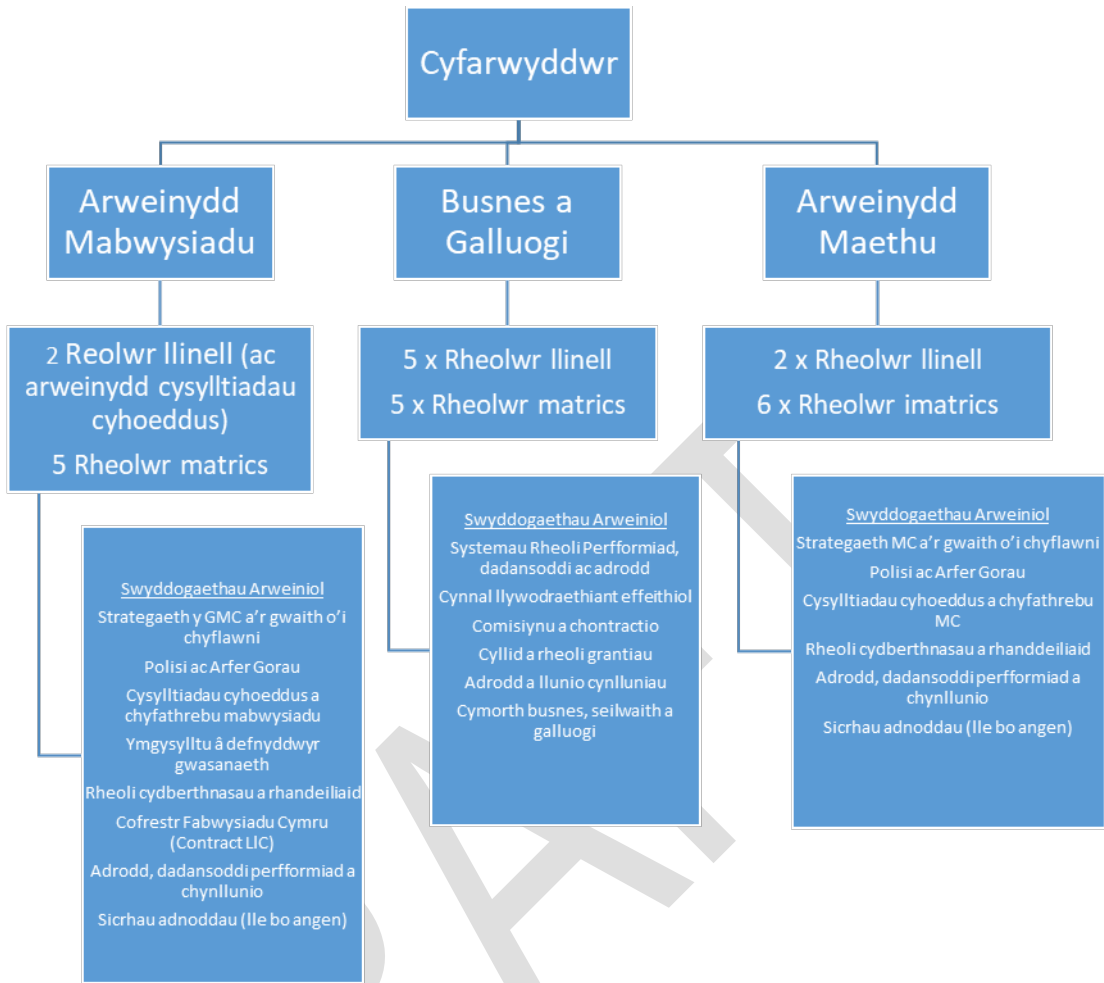 Cyfarwyddwr
Arweinydd
Mabwysiadu
Busnes a
Galluogi
Arweinydd
Maethu
2 Reolwr llinell (ac
arweinydd cysylltiadau
cyhoeddus)
5 Rheolwr matrics
5 x Rheolwr llinell
5 x Rheolwr matrics
2 x Rheolwr llinell
6 x Rheolwr imatrics
Swyddogaethau Arweiniol
Strategaeth y GMC a'r gwaith o'i
chyflawni
Polisi ac Arfer Gorau
Cysylltiadau cyhoeddus a
chyfathrebu mabwysiadu
Ymgysylltu â defnyddwyr
gwasanaeth
Rheoli cydberthnasau a rhandeiliaid
Cofrestr Fabwysiadu Cymru
(Contract LlC)
Adrodd, dadansoddi perfformiad a
chynllunio
Sicrhau adnoddau (lle bo angen)
Swyddogaethau Arweiniol
Systemau Rheoli Perfformiad,
dadansoddi ac adrodd
Cynnal llywodraethiant effeithiol
Comisiynu a chontractio
Cyllid a rheoli grantiau
Adrodd a llunio cynlluniau
Cymorth busnes, seilwaith a
galluogi
Swyddogaethau Arweiniol
Strategaeth MC a'r gwaith o'i chyflawni
Polisi ac Arfer Gorau
Cysylltiadau cyhoeddus a chyfathrebu
MC
Rheoli cydberthnasau a rhanddeiliaid
Adrodd, dadansoddi perfformiad a
chynllunio
Sicrhau adnoddau (lle bo angen)